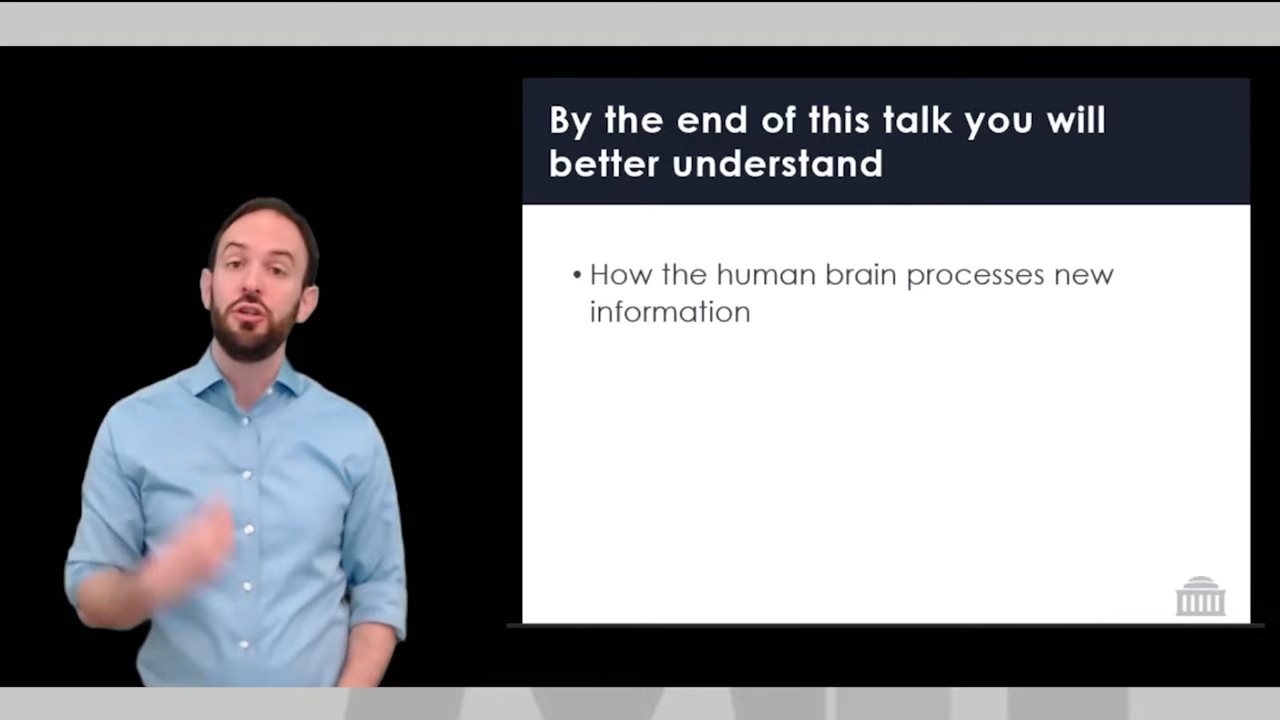 By the end of this talk you will
better understand
• How the human brain processes new
information